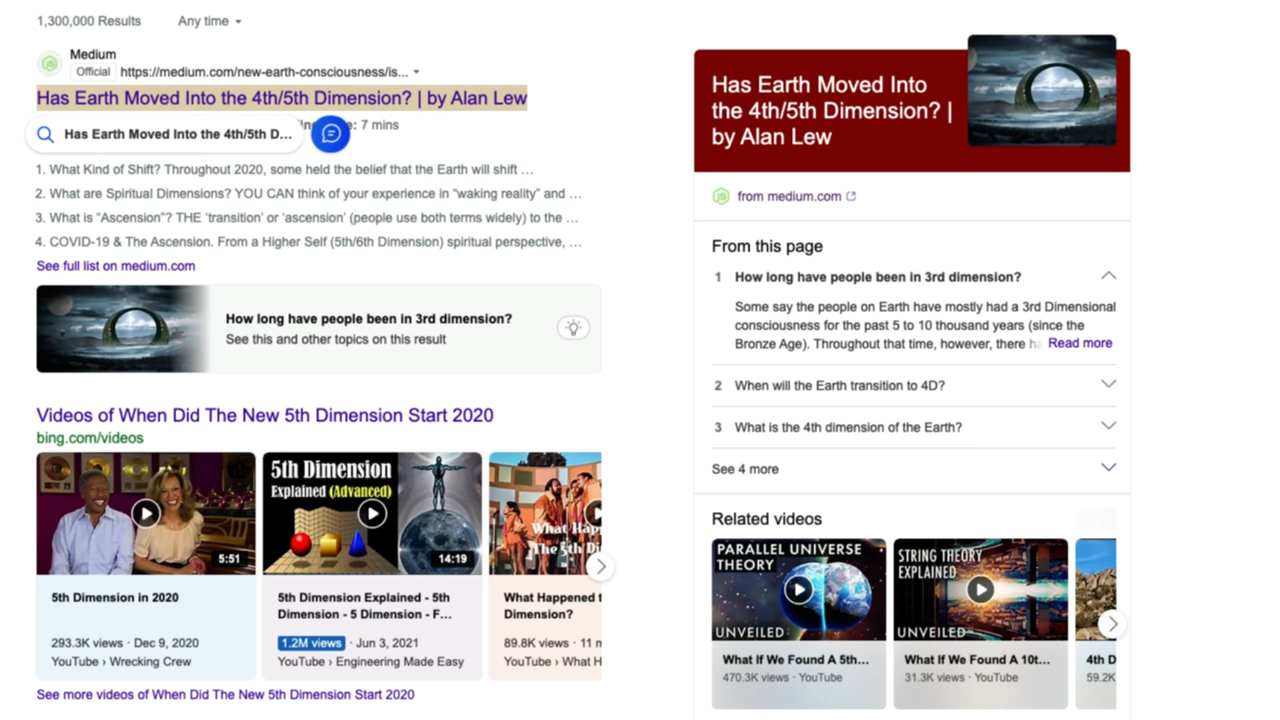 1,300,000 Results Any time
Medium
Official https://medium.com/new-earth-consciousness/is...
Has Earth Moved Into the 4th/5th Dimension? | by Alan Lew
Has Earth Moved Into the 4th/5th D... : 7 mins
1. What Kind of Shift? Throughout 2020, some held the belief that the Earth will shift …
2. What are Spiritual Dimensions? YOU CAN think of your experience in “waking reality” and …
3. What is “Ascension”? THE ‘transition’ or ‘ascension’ (people use both terms widely) to the …
4. COVID-19 & The Ascension. From a Higher Self (5th/6th Dimension) spiritual perspective, …
See full list on medium.com
How long have people been in 3rd dimension?
See this and other topics on this result
Videos of When Did The New 5th Dimension Start 2020
bing.com/videos
5:51
5th Dimension
Explained (Advanced)
14:19
What Hap
The 5th Di
5th Dimension in 2020
293.3K views · Dec 9, 2020
YouTube › Wrecking Crew
5th Dimension Explained - 5th
Dimension - 5 Dimension - F...
1.2M views · Jun 3, 2021
YouTube › Engineering Made Easy
What Happened t
Dimension?
89.8K views · 11 m
YouTube › What H
See more videos of When Did The New 5th Dimension Start 2020
Has Earth Moved Into
the 4th/5th Dimension? |
by Alan Lew
from medium.com
From this page
1 How long have people been in 3rd dimension?
Some say the people on Earth have mostly had a 3rd Dimensional
consciousness for the past 5 to 10 thousand years (since the
Bronze Age). Throughout that time, however, there ha Read more
2 When will the Earth transition to 4D?
3 What is the 4th dimension of the Earth?
See 4 more
Related videos
PARALLEL UNIVERSE
THEORY
UNVEILED
STRING THEORY
EXPLAINED
UNVEILED
What If We Found A 5th...
470.3K views · YouTube
What If We Found A 10t...
31.3K views · YouTube
4th D
59.2K